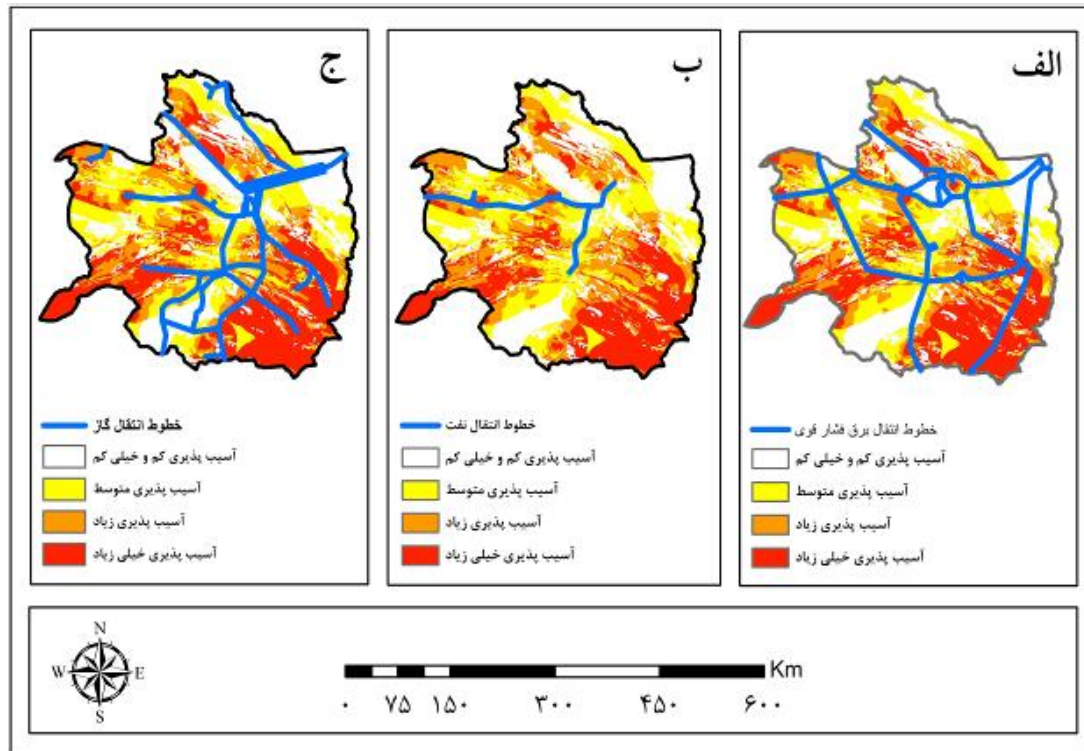 الف
خطوط انتقال برق فشار قوی
آسیب پذیری کم و خیلی کم
آسیب پذیری متوسط
آسیب پذیری زیاد
آسیب پذیری خیلی زیاد
ب
خطوط انتقال نفت
آسیب پذیری کم و خیلی کم
آسیب پذیری متوسط
آسیب پذیری زیاد
آسیب پذیری خیلی زیاد
ج
خطوط انتقال گاز
آسیب پذیری کم و خیلی کم
آسیب پذیری متوسط
آسیب پذیری زیاد
آسیب پذیری خیلی زیاد
N
W E
S
Km
۰ ۷۵ ۱۵۰ ۳۰۰ ۴۵۰ ۶۰۰